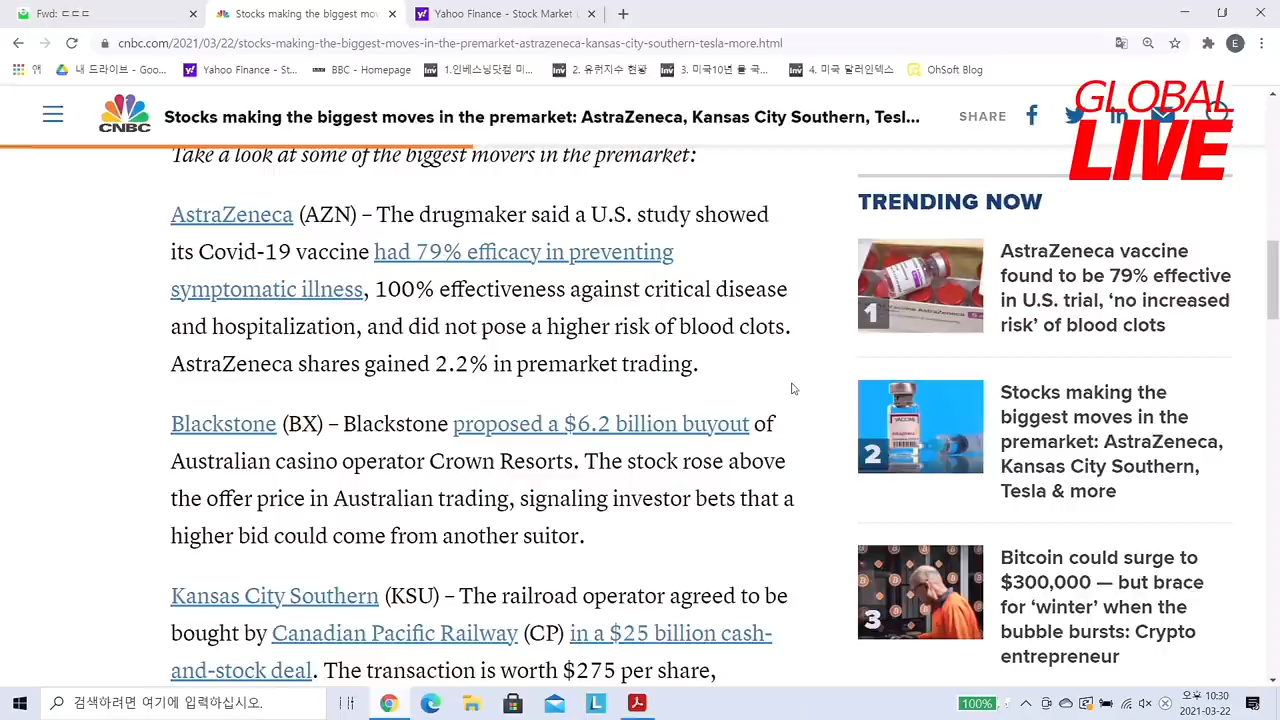 Fwd: ㄷㄷㄷ
Stocks making the biggest mov
Yahoo Finance - Stock Market L
cnbc.com/2021/03/22/stocks-making-the-biggest-moves-in-the-premarket-astrazeneca-kansas-city-southern-tesla-more.html
E
앱
내 드라이브 - Goo...
Yahoo Finance - St...
BBC - Homepage
1.인베스닝닷컴 미...
2. 유뤼지수 현황
3. 미국10년 률 국...
4. 미국 달러인덱스
OhSoft Blog
CNBC
Stocks making the biggest moves in the premarket: AstraZeneca, Kansas City Southern, Tesl...
SHARE
GLOBAL
LIVE
Take a look at some of the biggest movers in the premarket:
AstraZeneca (AZN) – The drugmaker said a U.S. study showed
its Covid-19 vaccine had 79% efficacy in preventing
symptomatic illness, 100% effectiveness against critical disease
and hospitalization, and did not pose a higher risk of blood clots.
AstraZeneca shares gained 2.2% in premarket trading.
Blackstone (BX) – Blackstone proposed a $6.2 billion buyout of
Australian casino operator Crown Resorts. The stock rose above
the offer price in Australian trading, signaling investor bets that a
higher bid could come from another suitor.
Kansas City Southern (KSU) – The railroad operator agreed to be
bought by Canadian Pacific Railway (CP) in a $25 billion cash-
and-stock deal. The transaction is worth $275 per share,
TRENDING NOW
1
AstraZeneca vaccine
found to be 79% effective
in U.S. trial, ‘no increased
risk’ of blood clots
2
Stocks making the
biggest moves in the
premarket: AstraZeneca,
Kansas City Southern,
Tesla & more
3
Bitcoin could surge to
$300,000 — but brace
for ‘winter’ when the
bubble bursts: Crypto
entrepreneur
검색하려면 여기에 입력하십시오.
100%
오후 10:30
2021-03-22